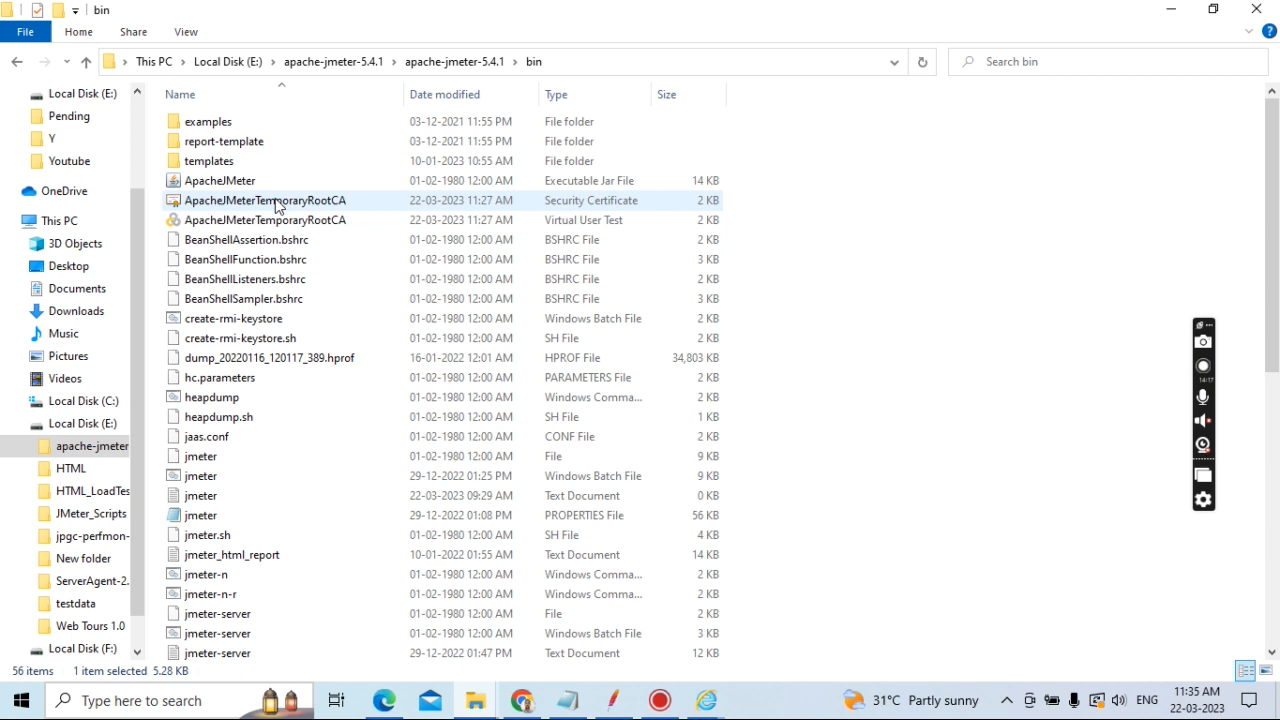 bin
File Home Share View
This PC Local Disk (E:) apache-jmeter-5.4.1 apache-jmeter-5.4.1 bin Search bin
Name Date modified Type Size
Local Disk (E:)
Pending
Y
Youtube
OneDrive
This PC
3D Objects
Desktop
Documents
Downloads
Music
Pictures
Videos
Local Disk (C:)
Local Disk (E:)
apache-jmeter
HTML
HTML_LoadTes
JMeter_Scripts
jpgc-perfmon-
New folder
ServerAgent-2.
testdata
Web Tours 1.0
Local Disk (F:)
examples 03-12-2021 11:55 PM File folder
report-template 03-12-2021 11:55 PM File folder
templates 10-01-2023 10:55 AM File folder
ApacheJMeter 01-02-1980 12:00 AM Executable Jar File 14 KB
ApacheJMeterTemporaryRootCA 22-03-2023 11:27 AM Security Certificate 2 KB
ApacheJMeterTemporaryRootCA 22-03-2023 11:27 AM Virtual User Test 2 KB
BeanShellAssertion.bshrc 01-02-1980 12:00 AM BSHRC File 2 KB
BeanShellFunction.bshrc 01-02-1980 12:00 AM BSHRC File 3 KB
BeanShellListeners.bshrc 01-02-1980 12:00 AM BSHRC File 2 KB
BeanShellSampler.bshrc 01-02-1980 12:00 AM BSHRC File 3 KB
create-rmi-keystore 01-02-1980 12:00 AM Windows Batch File 2 KB
create-rmi-keystore.sh 01-02-1980 12:00 AM SH File 2 KB
dump_20220116_120117_389.hprof 16-01-2022 12:01 AM HPROF File 34,803 KB
hc.parameters 01-02-1980 12:00 AM PARAMETERS File 2 KB
heapdump 01-02-1980 12:00 AM Windows Comma... 2 KB
heapdump.sh 01-02-1980 12:00 AM SH File 1 KB
jaas.conf 01-02-1980 12:00 AM CONF File 2 KB
jmeter 01-02-1980 12:00 AM File 9 KB
jmeter 29-12-2022 01:25 PM Windows Batch File 9 KB
jmeter 22-03-2023 09:29 AM Text Document 0 KB
jmeter 29-12-2022 01:08 PM PROPERTIES File 56 KB
jmeter.sh 01-02-1980 12:00 AM SH File 4 KB
jmeter_html_report 10-01-2022 01:55 AM Text Document 14 KB
jmeter-n 01-02-1980 12:00 AM Windows Comma... 2 KB
jmeter-n-r 01-02-1980 12:00 AM Windows Comma... 2 KB
jmeter-server 01-02-1980 12:00 AM File 2 KB
jmeter-server 01-02-1980 12:00 AM Windows Batch File 3 KB
jmeter-server 29-12-2022 01:47 PM Text Document 12 KB
14:17
56 items 1 item selected 5.28 KB
Type here to search 31°C Partly sunny ENG 11:35 AM
22-03-2023